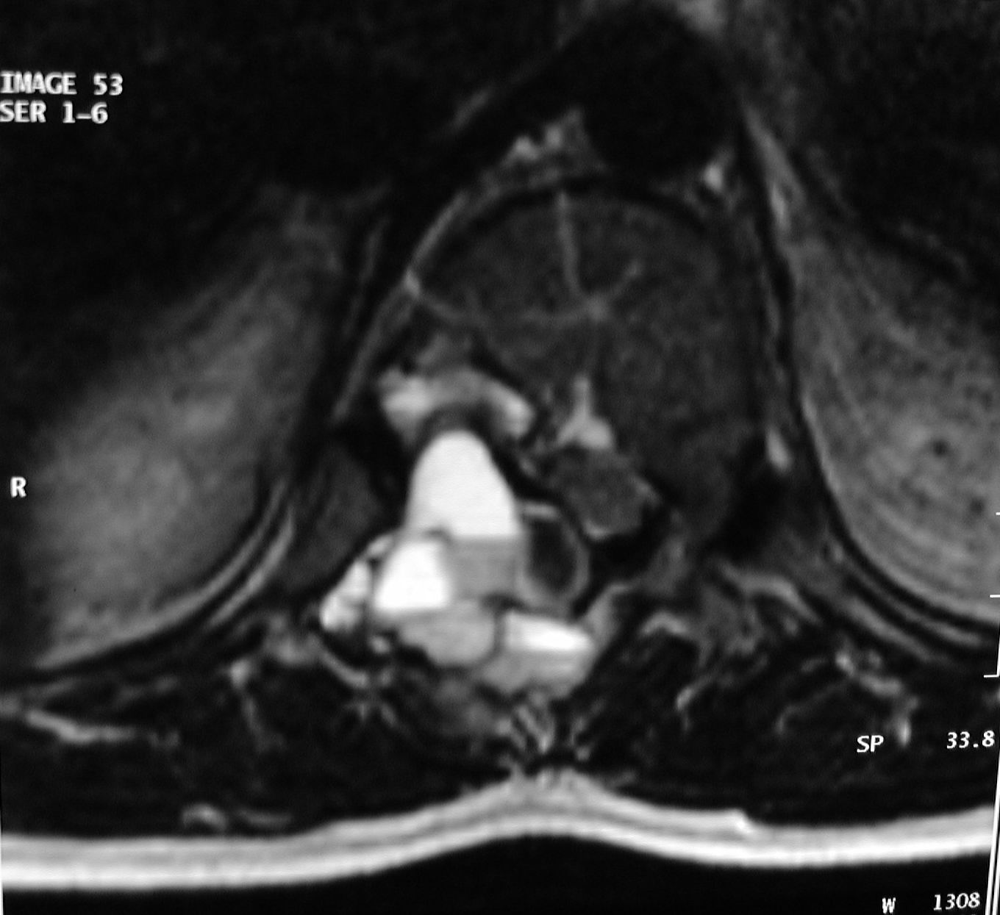 IMAGE 53
SER 1-6
R
SP 33.8
W 1308